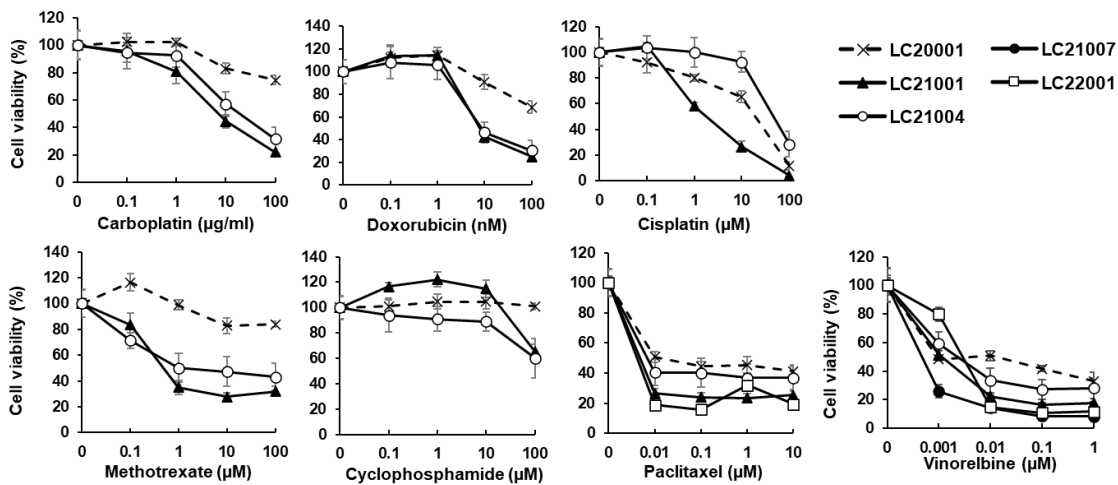 Cell viability (%)
120
100
80
60
40
20
0
0 0.1 1 10 100
Carboplatin (µg/ml)
140
120
100
80
60
40
20
0
0 0.1 1 10 100
Doxorubicin (nM)
120
100
80
60
40
20
0
0 0.1 1 10 100
Cisplatin (µM)
LC20001
LC21007
LC21001
LC22001
LC21004
Cell viability (%)
140
120
100
80
60
40
20
0
0 0.1 1 10 100
Methotrexate (µM)
140
120
100
80
60
40
20
0
0 0.1 1 10 100
Cyclophosphamide (µM)
120
100
80
60
40
20
0
0 0.01 0.1 1 10
Paclitaxel (µM)
Cell viability (%)
120
100
80
60
40
20
0
0 0.001 0.01 0.1 1
Vinorelbine (µM)